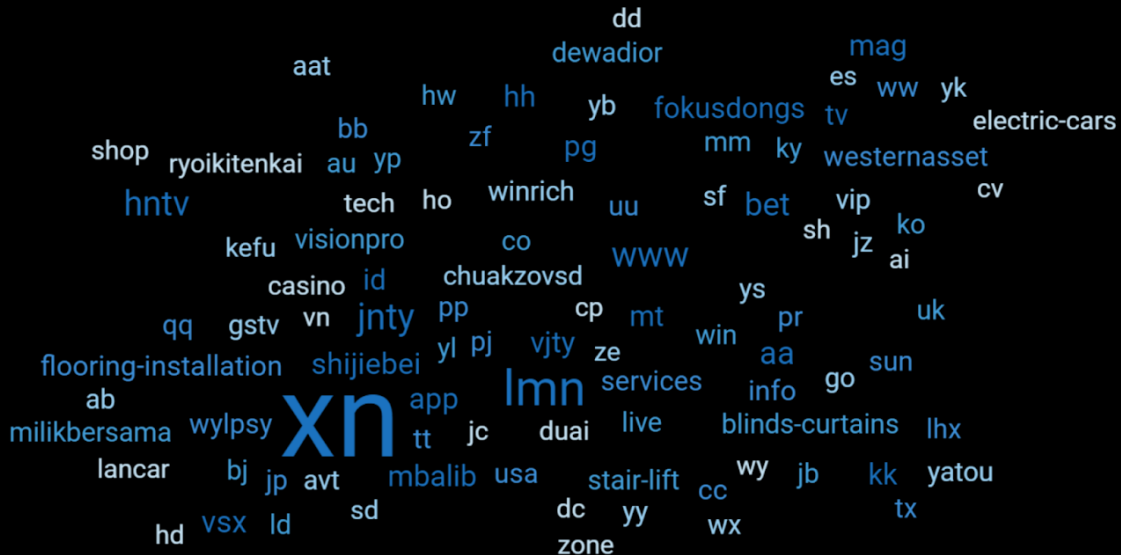 dd
dewadior
mag
aat
es
ww
yk
hw
hh
yb
fokusdongs
tv
electric-cars
bb
zf
pg
mm
ky
westernasset
shop
ryoikitenkai
au
yp
hntv
tech
ho
winrich
uu
sf
bet
vip
cv
kefu
visionpro
co
www
sh
jz
ko
ai
casino
id
chuakzovsd
ys
qq
gstv
vn
jnty
pp
cp
mt
pr
uk
flooring-installation
shijiebei
yl
pj
vjty
ze
win
aa
sun
ab
xn
app
lmn
services
info
go
milikbersama
wylpsy
tt
jc
duai
live
blinds-curtains
lhx
lancar
bj
jp
avt
mbalib
usa
stair-lift
cc
wy
jb
kk
yatou
hd
vsx
ld
sd
dc
yy
wx
tx
zone